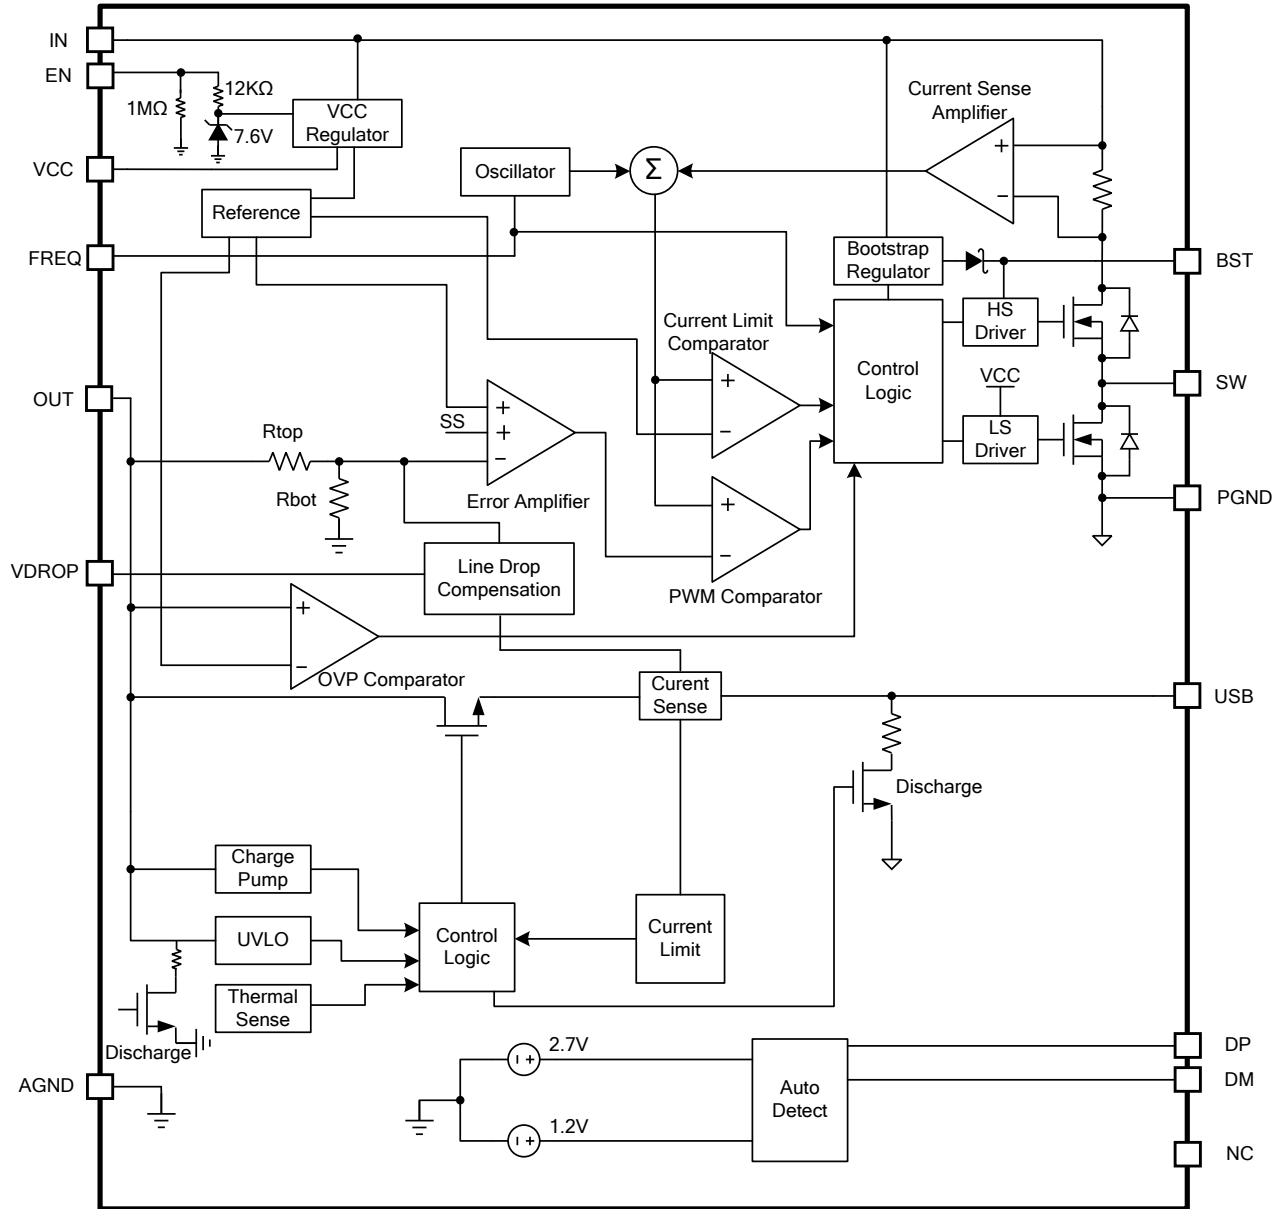 IN
EN
12KΩ
1MΩ
7.6V
VCC
Regulator
VCC
Current Sense
Amplifier
+
−
Oscillator
Σ
Reference
FREQ
Bootstrap
Regulator
BST
HS
Driver
Current Limit
Comparator
+
−
Control
Logic
VCC
SW
LS
Driver
OUT
SS
+
+
−
Error Amplifier
Rtop
Rbot
PGND
+
−
PWM Comparator
VDROP
Line Drop
Compensation
+
−
OVP Comparator
Curent
Sense
USB
Discharge
Charge
Pump
UVLO
Thermal
Sense
Control
Logic
Current
Limit
Discharge
AGND
2.7V
1.2V
Auto
Detect
DP
DM
NC